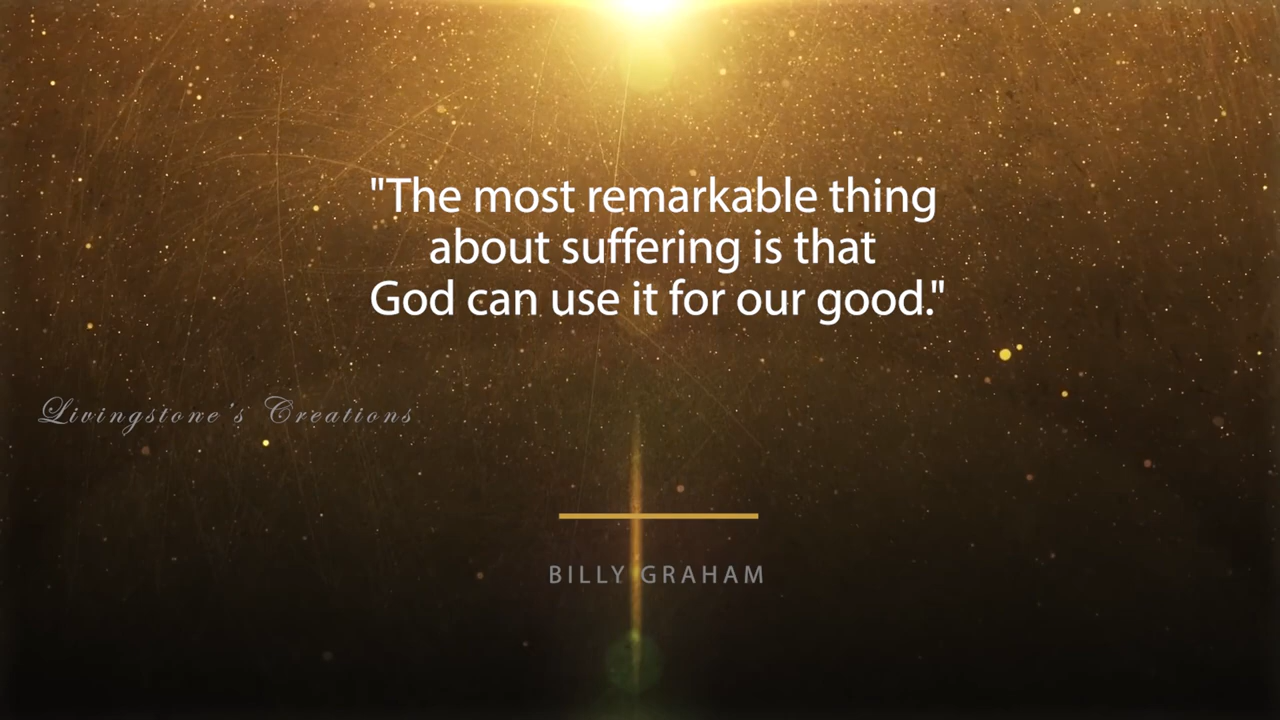 "The most remarkable thing
about suffering is that
God can use it for our good."
Livingstone's Creations
BILLY GRAHAM